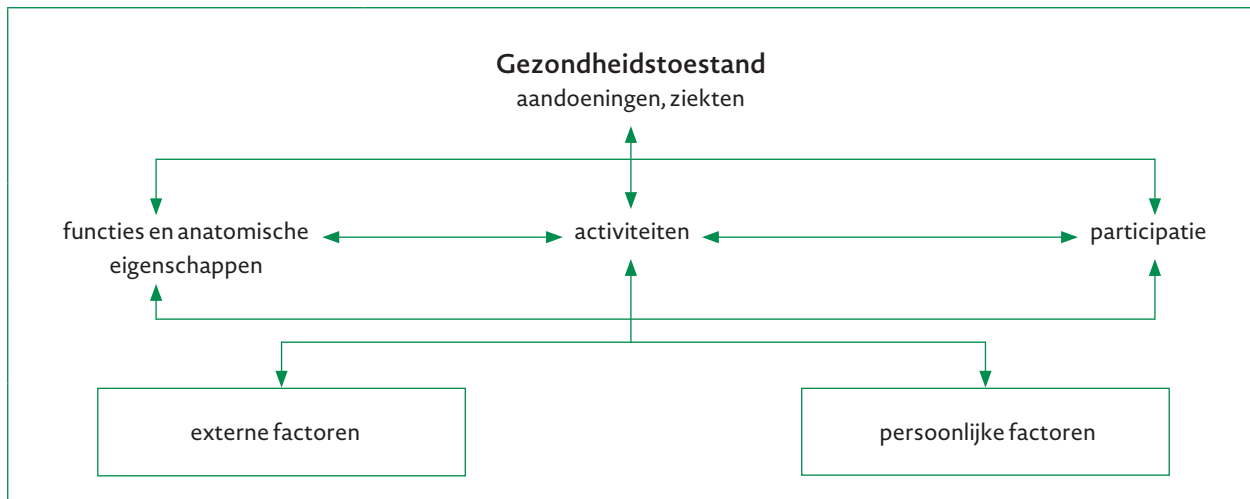 Gezondheidstoestand
aandoeningen, ziekten
functies en anatomische
eigenschappen
activiteiten
participatie
externe factoren
persoonlijke factoren